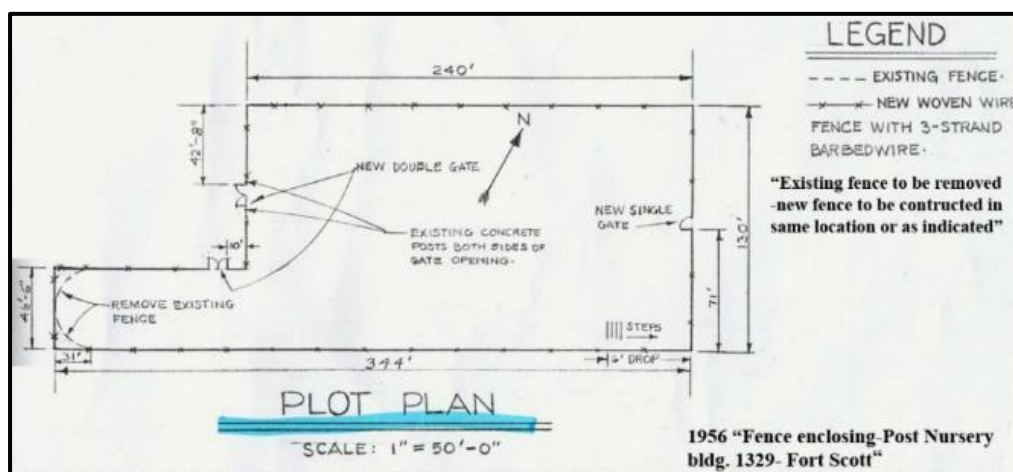 LEGEND
---- EXISTING FENCE.
NEW WOVEN WIRE
FENCE WITH 3-STRAND
BARBEDWIRE.
"Existing fence to be removed
-new fence to be contructed in
same location or as indicated"
240'
N
42'-8"
NEW DOUBLE GATE
EXISTING CONCRETE
POSTS BOTH SIDES OF
GATE OPENING.
10'
NEW SINGLE
GATE
130'
71'
REMOVE EXISTING
FENCE
31'
STEPS
6' DROP
344'
PLOT PLAN
SCALE: 1" = 50'-0"
1956 "Fence enclosing-Post Nursery
bldg. 1329- Fort Scott"